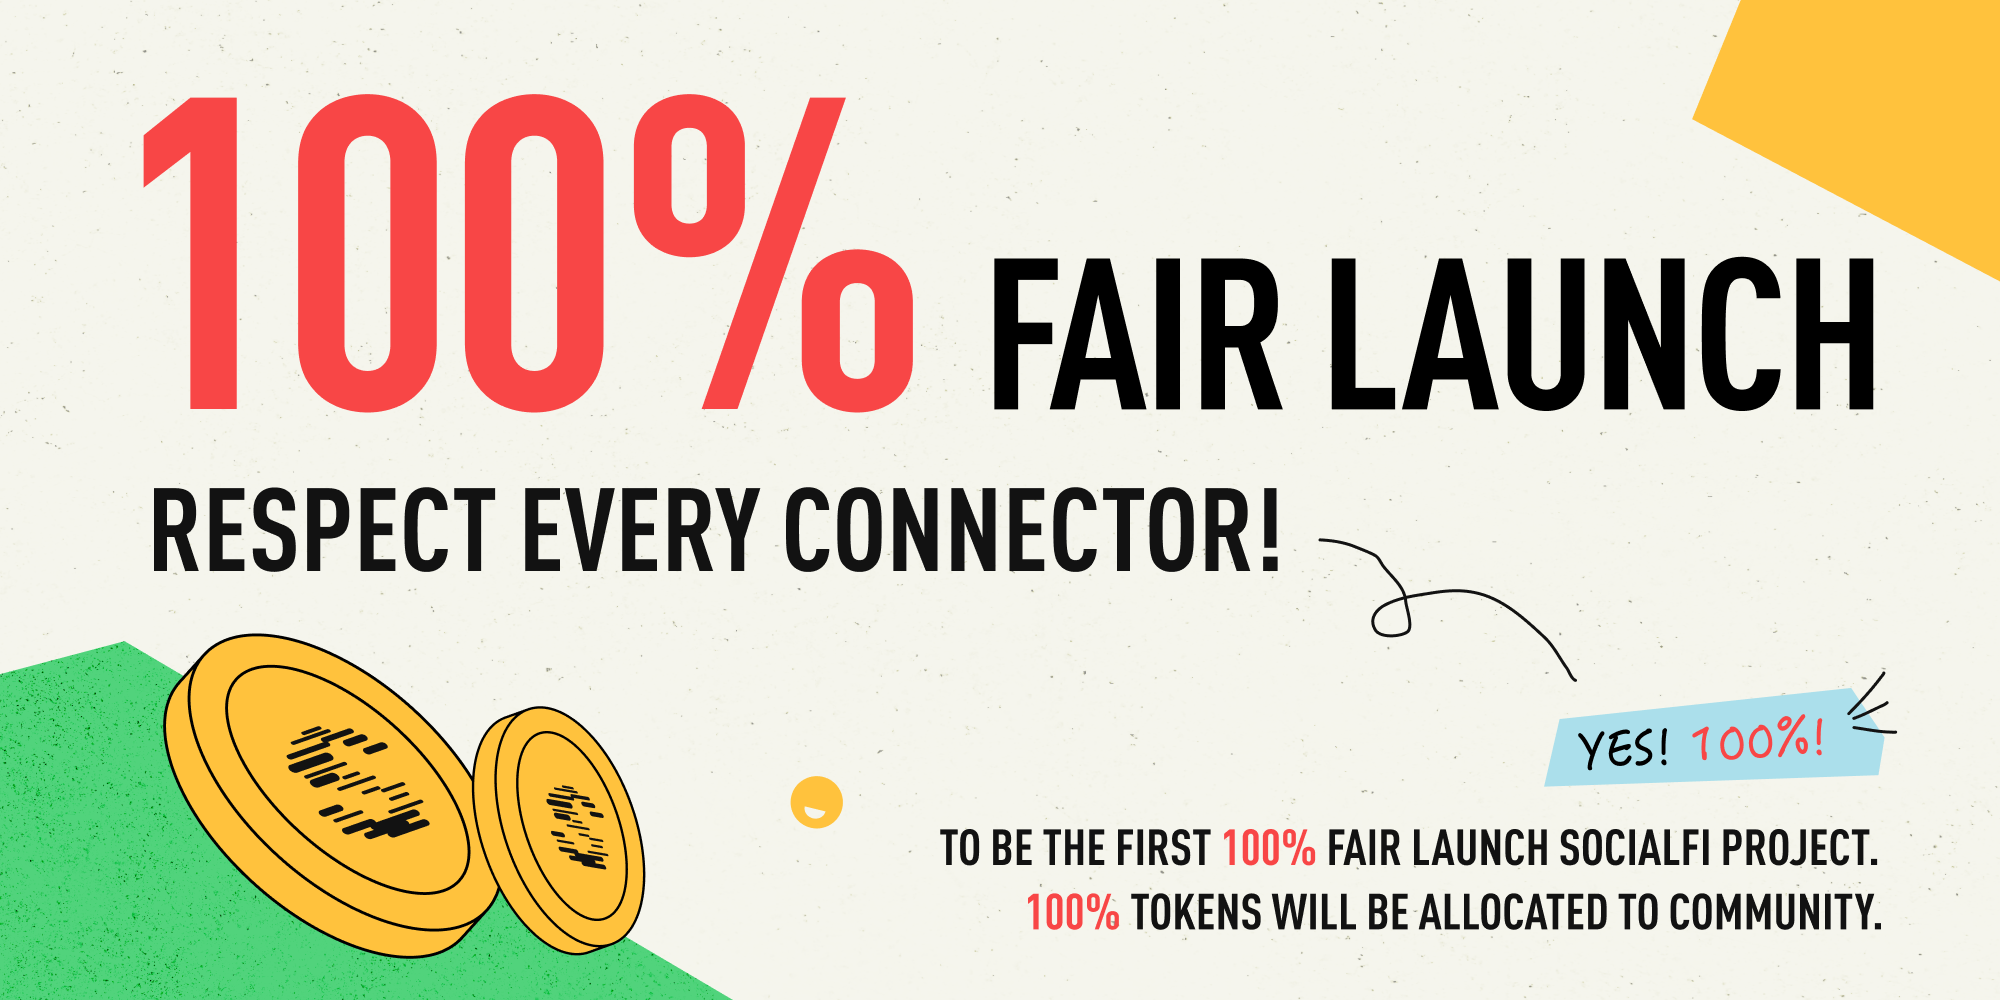 100% FAIR LAUNCH
RESPECT EVERY CONNECTOR!
YES! 100%!
TO BE THE FIRST 100% FAIR LAUNCH SOCIALFI PROJECT.
100% TOKENS WILL BE ALLOCATED TO COMMUNITY.